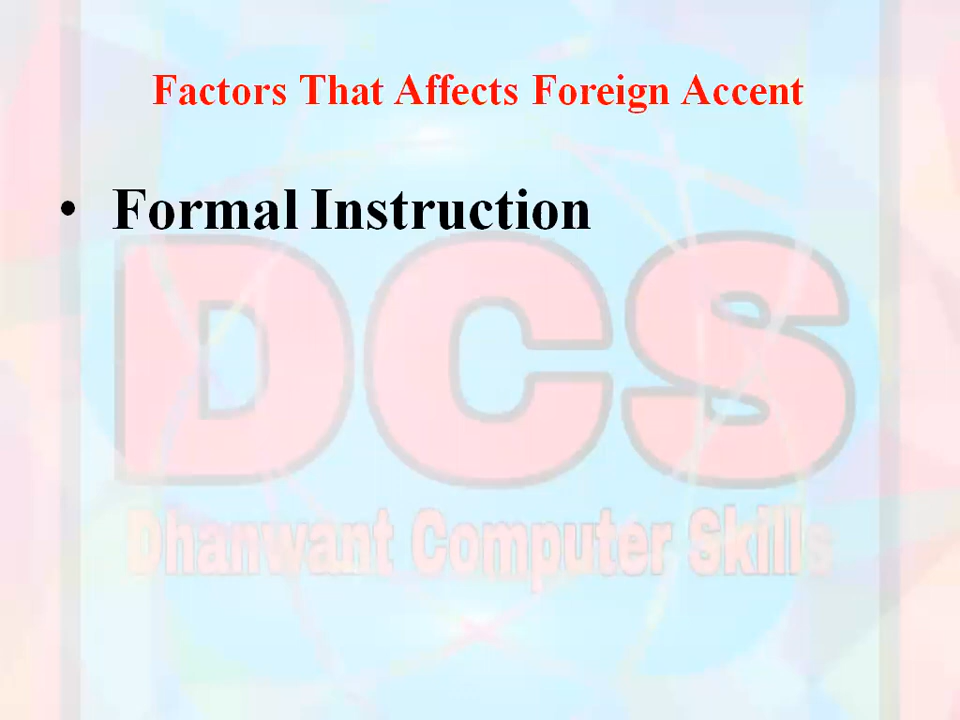 Factors That Affects Foreign Accent
• Formal Instruction
DCS
Dhanwant Computer Skills